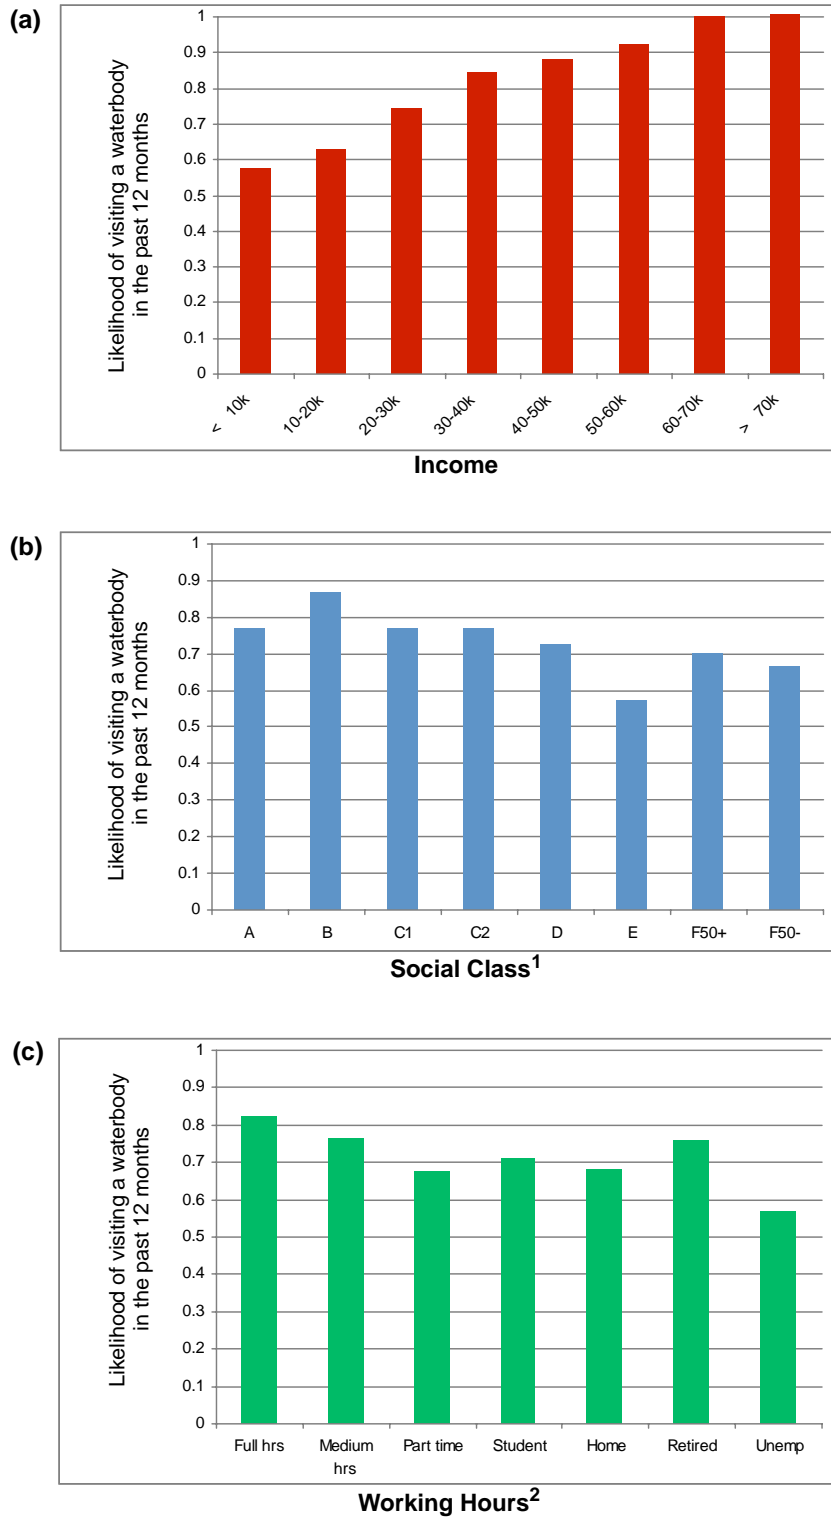 (a)
Likelihood of visiting a waterbody
in the past 12 months
1
0.9
0.8
0.7
0.6
0.5
0.4
0.3
0.2
0.1
0
< 10k
10-20k
20-30k
30-40k
40-50k
50-60k
60-70k
> 70k
Income
(b)
Likelihood of visiting a waterbody
in the past 12 months
1
0.9
0.8
0.7
0.6
0.5
0.4
0.3
0.2
0.1
0
A B C1 C2 D E F50+ F50-
Social Class1
(c)
Likelihood of visiting a waterbody
in the past 12 months
1
0.9
0.8
0.7
0.6
0.5
0.4
0.3
0.2
0.1
0
Full hrs Medium Part time Student Home Retired Unemp
hrs
Working Hours2